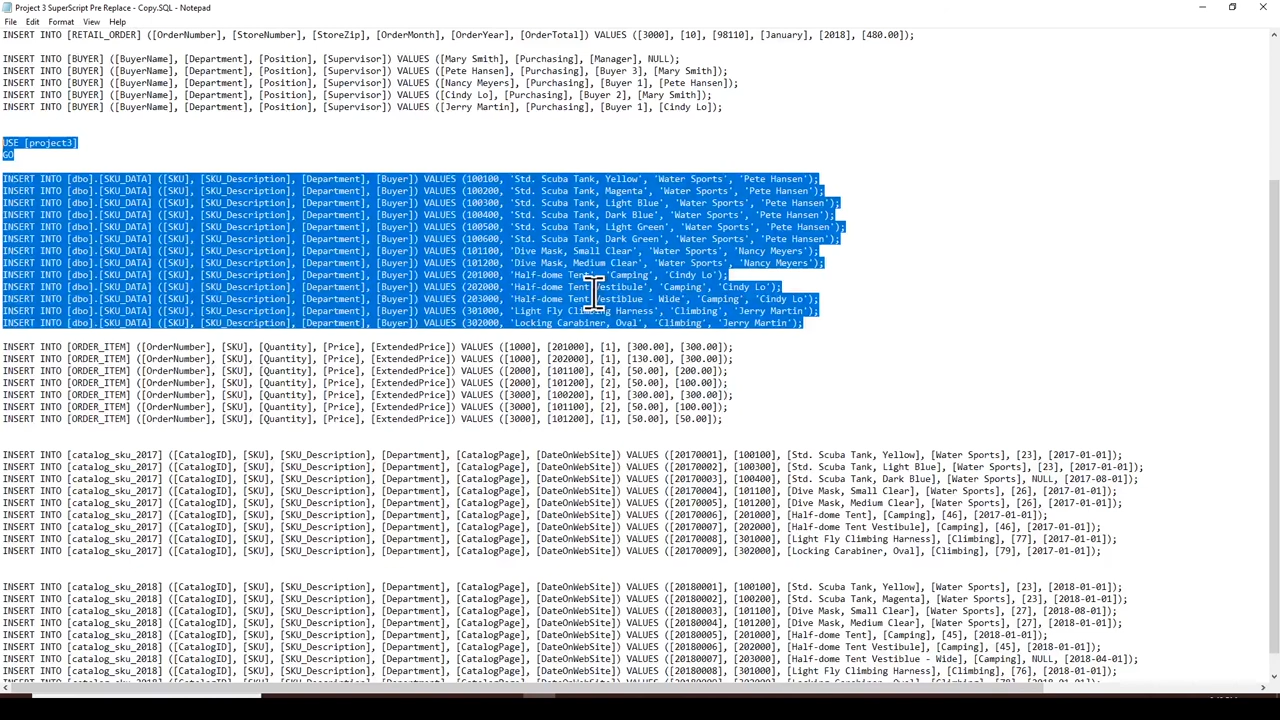 Project 3 SuperScript Pre Replace - Copy.SQL - Notepad
File Edit Format View Help
INSERT INTO [RETAIL_ORDER] ([OrderNumber], [StoreNumber], [StoreZip], [OrderMonth], [OrderYear], [OrderTotal]) VALUES ([3000], [10], [98110], [January], [2018], [480.00]);
INSERT INTO [BUYER] ([BuyerName], [Department], [Position], [Supervisor]) VALUES ([Mary Smith], [Purchasing], [Manager], NULL);
INSERT INTO [BUYER] ([BuyerName], [Department], [Position], [Supervisor]) VALUES ([Pete Hansen], [Purchasing], [Buyer 3], [Mary Smith]);
INSERT INTO [BUYER] ([BuyerName], [Department], [Position], [Supervisor]) VALUES ([Nancy Meyers], [Purchasing], [Buyer 1], [Pete Hansen]);
INSERT INTO [BUYER] ([BuyerName], [Department], [Position], [Supervisor]) VALUES ([Cindy Lo], [Purchasing], [Buyer 2], [Mary Smith]);
INSERT INTO [BUYER] ([BuyerName], [Department], [Position], [Supervisor]) VALUES ([Jerry Martin], [Purchasing], [Buyer 1], [Cindy Lo]);
USE [project3]
GO
INSERT INTO [dbo].[SKU_DATA] ([SKU], [SKU_Description], [Department], [Buyer]) VALUES (100100, 'Std. Scuba Tank, Yellow', 'Water Sports', 'Pete Hansen');
INSERT INTO [dbo].[SKU_DATA] ([SKU], [SKU_Description], [Department], [Buyer]) VALUES (100200, 'Std. Scuba Tank, Magenta', 'Water Sports', 'Pete Hansen');
INSERT INTO [dbo].[SKU_DATA] ([SKU], [SKU_Description], [Department], [Buyer]) VALUES (100300, 'Std. Scuba Tank, Light Blue', 'Water Sports', 'Pete Hansen');
INSERT INTO [dbo].[SKU_DATA] ([SKU], [SKU_Description], [Department], [Buyer]) VALUES (100400, 'Std. Scuba Tank, Dark Blue', 'Water Sports', 'Pete Hansen');
INSERT INTO [dbo].[SKU_DATA] ([SKU], [SKU_Description], [Department], [Buyer]) VALUES (100500, 'Std. Scuba Tank, Light Green', 'Water Sports', 'Pete Hansen');
INSERT INTO [dbo].[SKU_DATA] ([SKU], [SKU_Description], [Department], [Buyer]) VALUES (100600, 'Std. Scuba Tank, Dark Green', 'Water Sports', 'Pete Hansen');
INSERT INTO [dbo].[SKU_DATA] ([SKU], [SKU_Description], [Department], [Buyer]) VALUES (101100, 'Dive Mask, Small Clear', 'Water Sports', 'Nancy Meyers');
INSERT INTO [dbo].[SKU_DATA] ([SKU], [SKU_Description], [Department], [Buyer]) VALUES (101200, 'Dive Mask, Medium Clear', 'Water Sports', 'Nancy Meyers');
INSERT INTO [dbo].[SKU_DATA] ([SKU], [SKU_Description], [Department], [Buyer]) VALUES (201000, 'Half-dome Tent', 'Camping', 'Cindy Lo');
INSERT INTO [dbo].[SKU_DATA] ([SKU], [SKU_Description], [Department], [Buyer]) VALUES (202000, 'Half-dome Tent Vestibule', 'Camping', 'Cindy Lo');
INSERT INTO [dbo].[SKU_DATA] ([SKU], [SKU_Description], [Department], [Buyer]) VALUES (203000, 'Half-dome Tent Vestiblue - Wide', 'Camping', 'Cindy Lo');
INSERT INTO [dbo].[SKU_DATA] ([SKU], [SKU_Description], [Department], [Buyer]) VALUES (301000, 'Light Fly Climbing Harness', 'Climbing', 'Jerry Martin');
INSERT INTO [dbo].[SKU_DATA] ([SKU], [SKU_Description], [Department], [Buyer]) VALUES (302000, 'Locking Carabiner, Oval', 'Climbing', 'Jerry Martin');
INSERT INTO [ORDER_ITEM] ([OrderNumber], [SKU], [Quantity], [Price], [ExtendedPrice]) VALUES ([1000], [201000], [1], [300.00], [300.00]);
INSERT INTO [ORDER_ITEM] ([OrderNumber], [SKU], [Quantity], [Price], [ExtendedPrice]) VALUES ([1000], [202000], [1], [130.00], [300.00]);
INSERT INTO [ORDER_ITEM] ([OrderNumber], [SKU], [Quantity], [Price], [ExtendedPrice]) VALUES ([2000], [101100], [4], [50.00], [200.00]);
INSERT INTO [ORDER_ITEM] ([OrderNumber], [SKU], [Quantity], [Price], [ExtendedPrice]) VALUES ([2000], [101200], [2], [50.00], [100.00]);
INSERT INTO [ORDER_ITEM] ([OrderNumber], [SKU], [Quantity], [Price], [ExtendedPrice]) VALUES ([3000], [100200], [1], [300.00], [300.00]);
INSERT INTO [ORDER_ITEM] ([OrderNumber], [SKU], [Quantity], [Price], [ExtendedPrice]) VALUES ([3000], [101100], [2], [50.00], [100.00]);
INSERT INTO [ORDER_ITEM] ([OrderNumber], [SKU], [Quantity], [Price], [ExtendedPrice]) VALUES ([3000], [101200], [1], [50.00], [50.00]);
INSERT INTO [catalog_sku_2017] ([CatalogID], [SKU], [SKU_Description], [Department], [CatalogPage], [DateOnWebSite]) VALUES ([20170001], [100100], [Std. Scuba Tank, Yellow], [Water Sports], [23], [2017-01-01]);
INSERT INTO [catalog_sku_2017] ([CatalogID], [SKU], [SKU_Description], [Department], [CatalogPage], [DateOnWebSite]) VALUES ([20170002], [100300], [Std. Scuba Tank, Light Blue], [Water Sports], [23], [2017-01-01]);
INSERT INTO [catalog_sku_2017] ([CatalogID], [SKU], [SKU_Description], [Department], [CatalogPage], [DateOnWebSite]) VALUES ([20170003], [100400], [Std. Scuba Tank, Dark Blue], [Water Sports], NULL, [2017-08-01]);
INSERT INTO [catalog_sku_2017] ([CatalogID], [SKU], [SKU_Description], [Department], [CatalogPage], [DateOnWebSite]) VALUES ([20170004], [101100], [Dive Mask, Small Clear], [Water Sports], [26], [2017-01-01]);
INSERT INTO [catalog_sku_2017] ([CatalogID], [SKU], [SKU_Description], [Department], [CatalogPage], [DateOnWebSite]) VALUES ([20170005], [101200], [Dive Mask, Medium Clear], [Water Sports], [26], [2017-01-01]);
INSERT INTO [catalog_sku_2017] ([CatalogID], [SKU], [SKU_Description], [Department], [CatalogPage], [DateOnWebSite]) VALUES ([20170006], [201000], [Half-dome Tent], [Camping], [46], [2017-01-01]);
INSERT INTO [catalog_sku_2017] ([CatalogID], [SKU], [SKU_Description], [Department], [CatalogPage], [DateOnWebSite]) VALUES ([20170007], [202000], [Half-dome Tent Vestibule], [Camping], [46], [2017-01-01]);
INSERT INTO [catalog_sku_2017] ([CatalogID], [SKU], [SKU_Description], [Department], [CatalogPage], [DateOnWebSite]) VALUES ([20170008], [301000], [Light Fly Climbing Harness], [Climbing], [77], [2017-01-01]);
INSERT INTO [catalog_sku_2017] ([CatalogID], [SKU], [SKU_Description], [Department], [CatalogPage], [DateOnWebSite]) VALUES ([20170009], [302000], [Locking Carabiner, Oval], [Climbing], [79], [2017-01-01]);
INSERT INTO [catalog_sku_2018] ([CatalogID], [SKU], [SKU_Description], [Department], [CatalogPage], [DateOnWebSite]) VALUES ([20180001], [100100], [Std. Scuba Tank, Yellow], [Water Sports], [23], [2018-01-01]);
INSERT INTO [catalog_sku_2018] ([CatalogID], [SKU], [SKU_Description], [Department], [CatalogPage], [DateOnWebSite]) VALUES ([20180002], [100200], [Std. Scuba Tank, Magenta], [Water Sports], [23], [2018-01-01]);
INSERT INTO [catalog_sku_2018] ([CatalogID], [SKU], [SKU_Description], [Department], [CatalogPage], [DateOnWebSite]) VALUES ([20180003], [101100], [Dive Mask, Small Clear], [Water Sports], [27], [2018-08-01]);
INSERT INTO [catalog_sku_2018] ([CatalogID], [SKU], [SKU_Description], [Department], [CatalogPage], [DateOnWebSite]) VALUES ([20180004], [101200], [Dive Mask, Medium Clear], [Water Sports], [27], [2018-01-01]);
INSERT INTO [catalog_sku_2018] ([CatalogID], [SKU], [SKU_Description], [Department], [CatalogPage], [DateOnWebSite]) VALUES ([20180005], [201000], [Half-dome Tent], [Camping], [45], [2018-01-01]);
INSERT INTO [catalog_sku_2018] ([CatalogID], [SKU], [SKU_Description], [Department], [CatalogPage], [DateOnWebSite]) VALUES ([20180006], [202000], [Half-dome Tent Vestibule], [Camping], [45], [2018-01-01]);
INSERT INTO [catalog_sku_2018] ([CatalogID], [SKU], [SKU_Description], [Department], [CatalogPage], [DateOnWebSite]) VALUES ([20180007], [203000], [Half-dome Tent Vestiblue - Wide], [Camping], NULL, [2018-04-01]);
INSERT INTO [catalog_sku_2018] ([CatalogID], [SKU], [SKU_Description], [Department], [CatalogPage], [DateOnWebSite]) VALUES ([20180008], [301000], [Light Fly Climbing Harness], [Climbing], [76], [2018-01-01]);